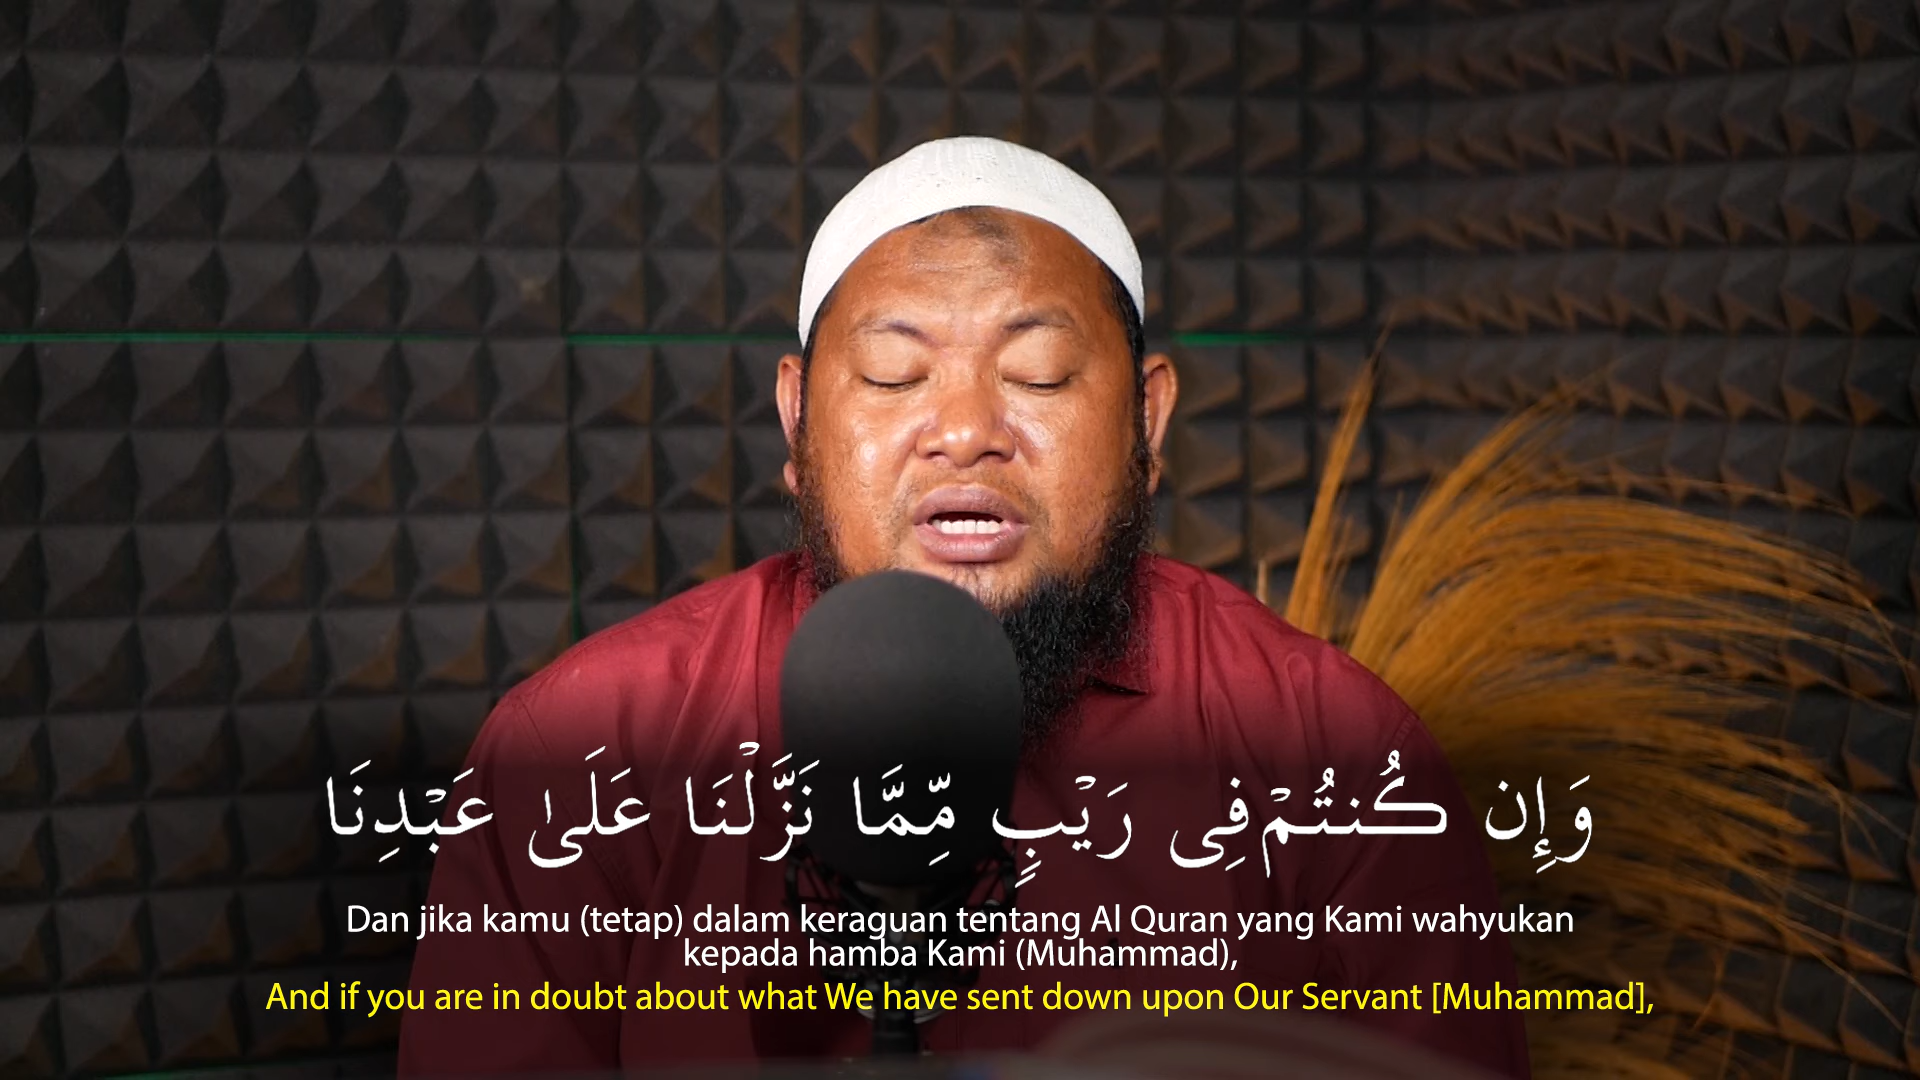 وَإِن كُنتُمْ فِى رَيْبٍ مِّمَّا نَزَّلْنَا عَلَىٰ عَبْدِنَا
Dan jika kamu (tetap) dalam keraguan tentang Al Quran yang Kami wahyukan
kepada hamba Kami (Muhammad),
And if you are in doubt about what We have sent down upon Our Servant [Muhammad],